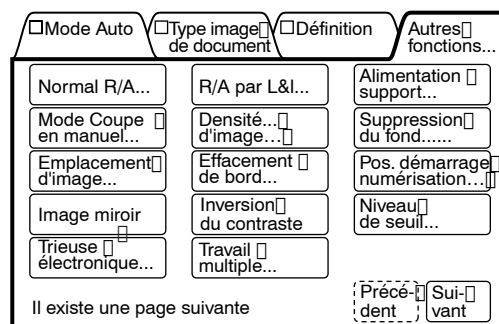 Mode Auto
Type image
de document
Définition
Autres
fonctions...
Normal R/A...
R/A par L&l...
Alimentation
support...
Mode Coupe
en manuel...
Densité...
d'image...
Suppression
du fond......
Emplacement
d'image...
Effacement
de bord...
Pos. démarrage
numérisation...
Image miroir
Inversion
du contraste
Niveau
de seuil...
Trieuse
électronique...
Travail
multiple...
Il existe une page suivante
Précé-
dent
Sui-
vant